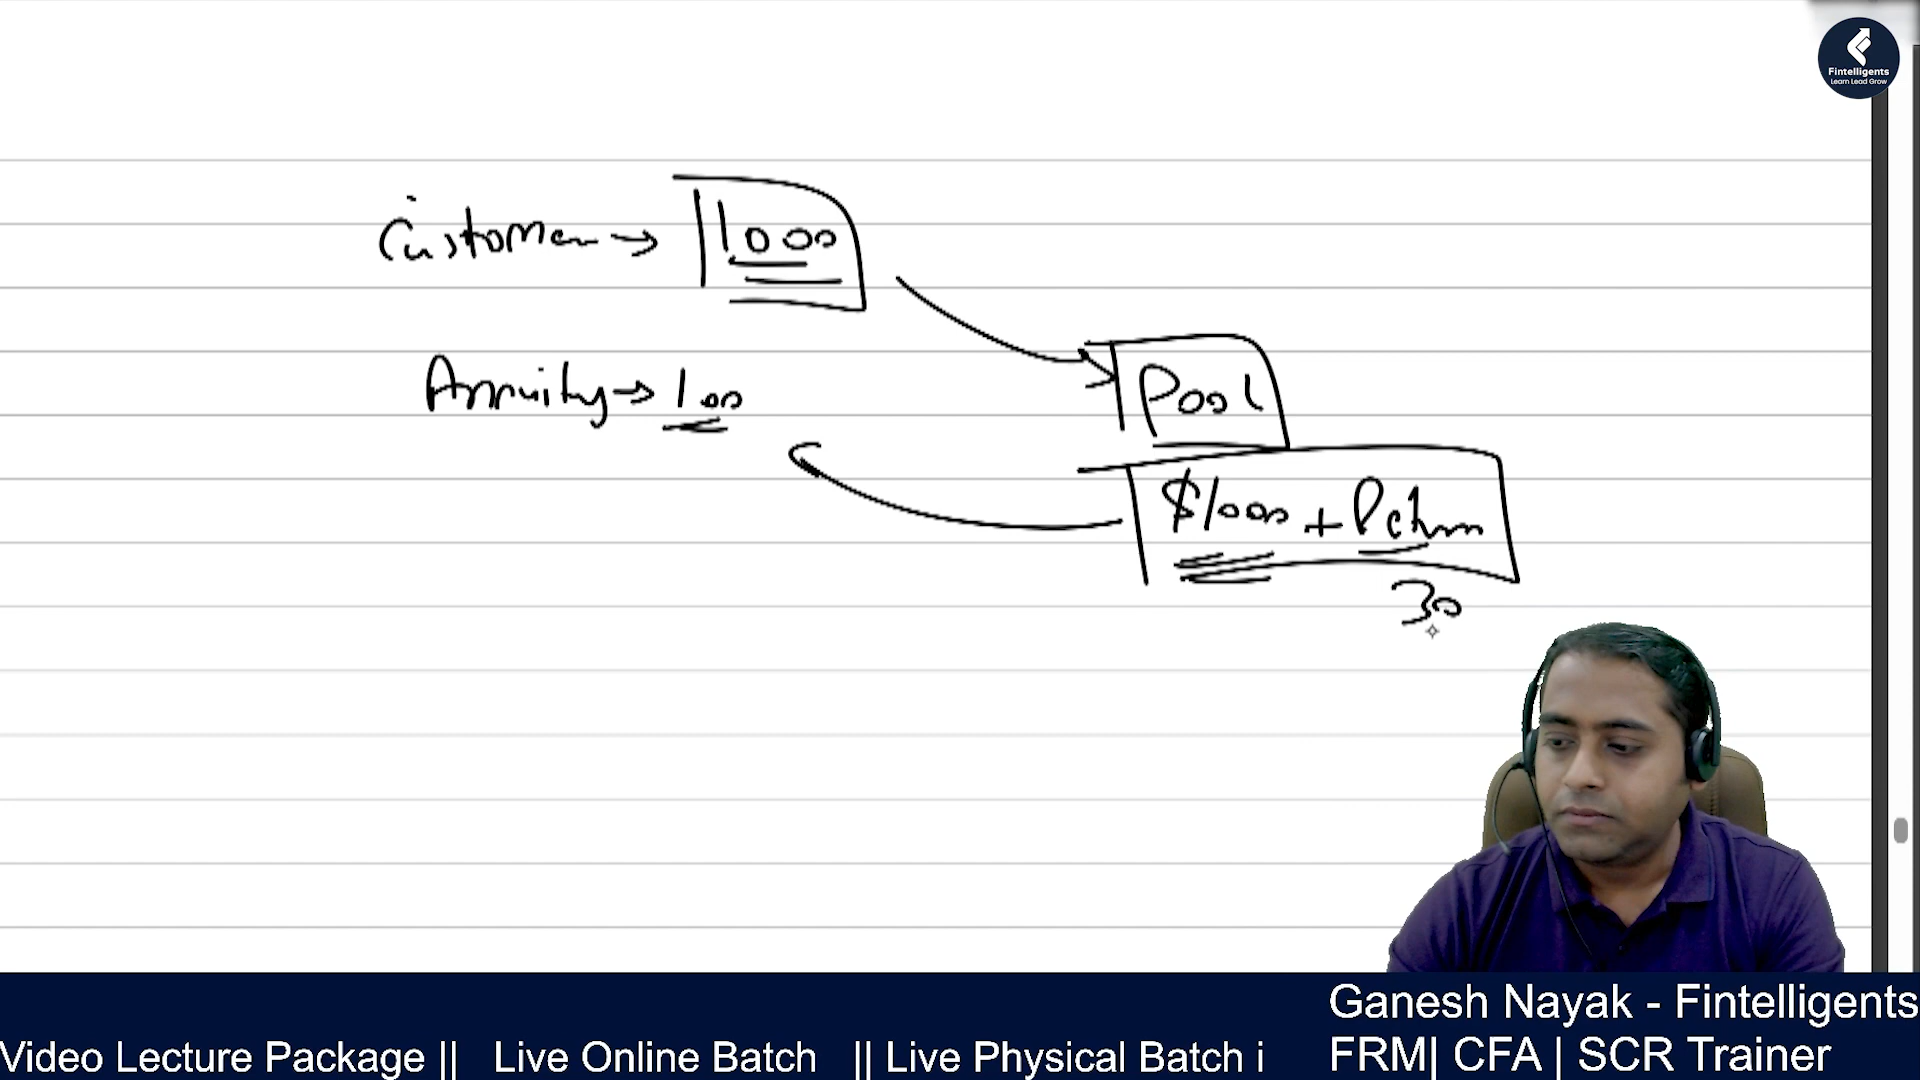 Fintelligents
Learn Lead Grow
Customer → 1000
Annuity → 100
Pool
$1000 + Return
30
Ganesh Nayak - Fintelligents
Video Lecture Package || Live Online Batch || Live Physical Batch i
FRM| CFA | SCR Trainer